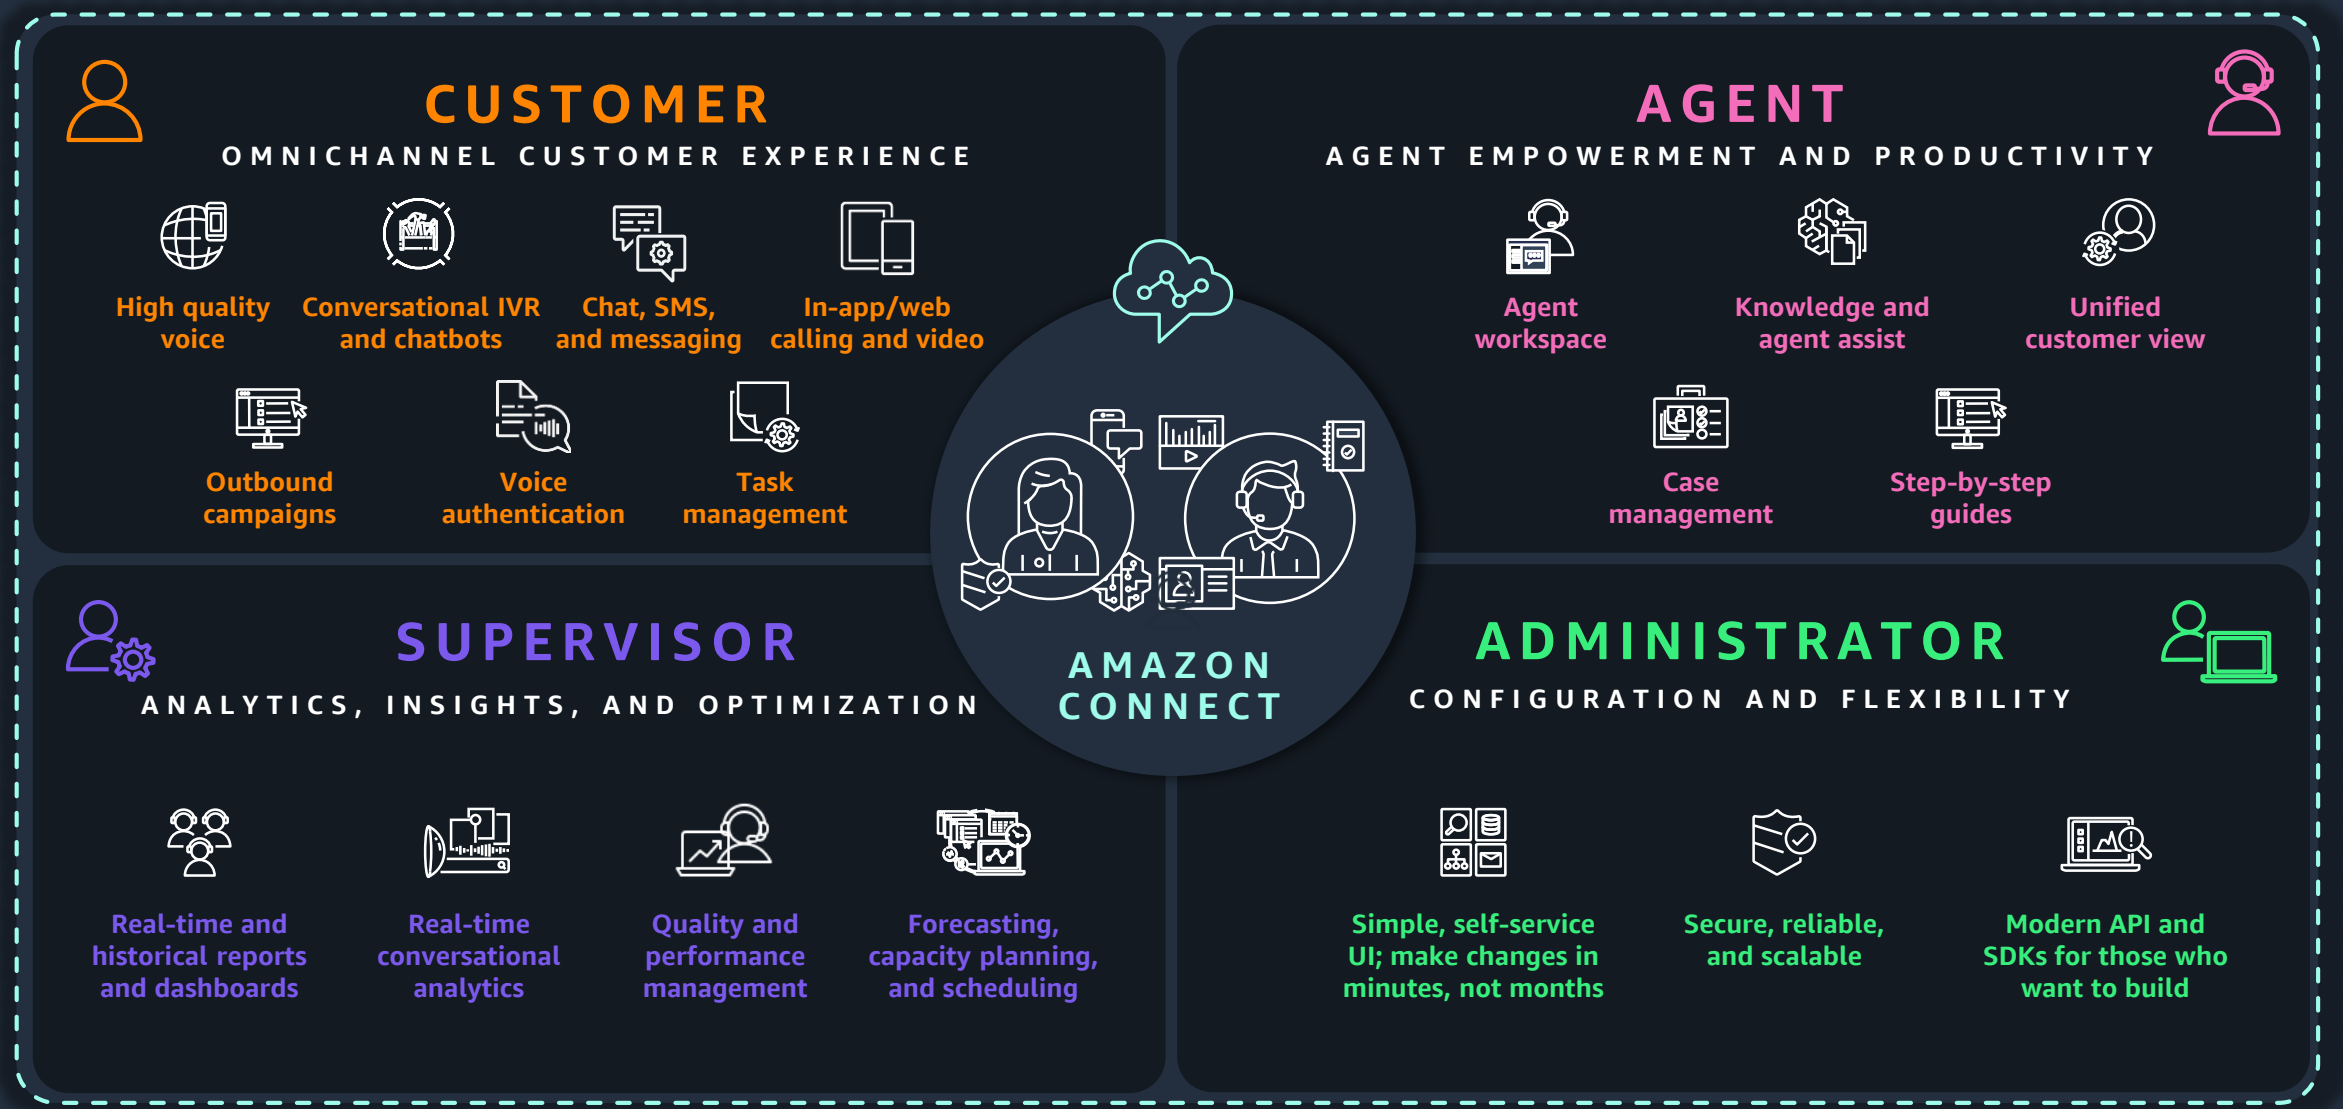 CUSTOMER
OMNICHANNEL CUSTOMER EXPERIENCE
High quality
voice
Conversational IVR
and chatbots
Chat, SMS,
and messaging
In-app/web
calling and video
Outbound
campaigns
Voice
authentication
Task
management
AGENT
AGENT EMPOWERMENT AND PRODUCTIVITY
Agent
workspace
Knowledge and
agent assist
Unified
customer view
Case
management
Step-by-step
guides
AMAZON
CONNECT
SUPERVISOR
ANALYTICS, INSIGHTS, AND OPTIMIZATION
Real-time and
historical reports
and dashboards
Real-time
conversational
analytics
Quality and
performance
management
Forecasting,
capacity planning,
and scheduling
ADMINISTRATOR
CONFIGURATION AND FLEXIBILITY
Simple, self-service
UI; make changes in
minutes, not months
Secure, reliable,
and scalable
Modern API and
SDKs for those who
want to build